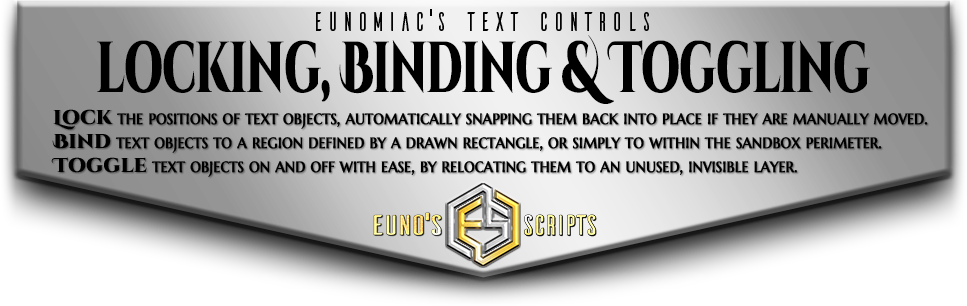 EUNOMIAC'S TEXT CONTROLS
LOCKING, BINDING & TOGGLING
LOCK THE POSITIONS OF TEXT OBJECTS, AUTOMATICALLY SNAPPING THEM BACK INTO PLACE IF THEY ARE MANUALLY MOVED.
BIND TEXT OBJECTS TO A REGION DEFINED BY A DRAWN RECTANGLE, OR SIMPLY TO WITHIN THE SANDBOX PERIMETER.
TOGGLE TEXT OBJECTS ON AND OFF WITH EASE, BY RELOCATING THEM TO AN UNUSED, INVISIBLE LAYER.
EUNO'S ES SCRIPTS